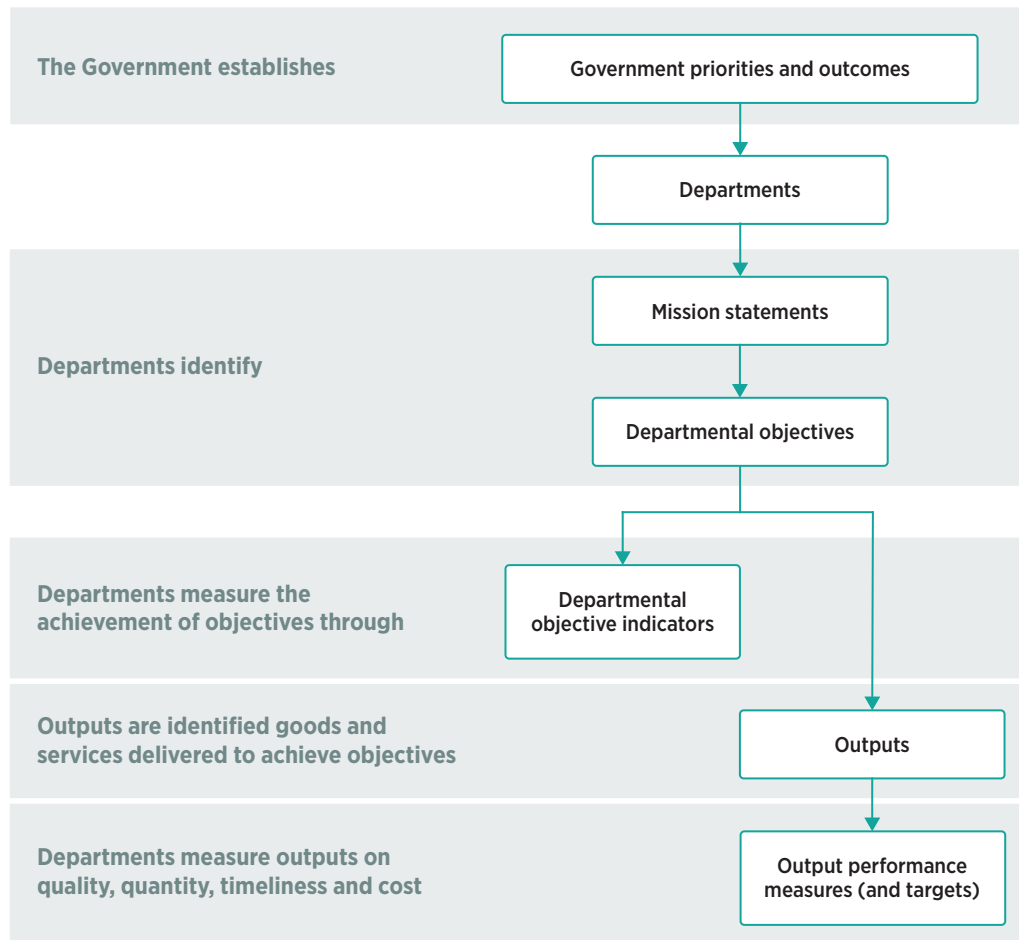 The Government establishes
Government priorities and outcomes
Departments
Mission statements
Departments identify
Departmental objectives
Departments measure the
achievement of objectives through
Departmental
objective indicators
Outputs are identified goods and
services delivered to achieve objectives
Outputs
Departments measure outputs on
quality, quantity, timeliness and cost
Output performance
measures (and targets)